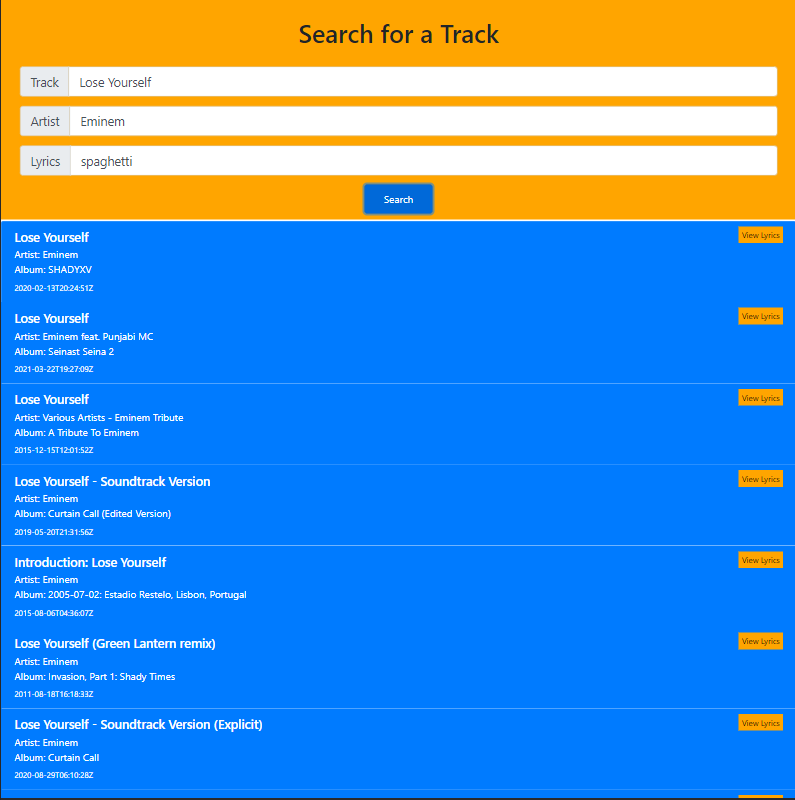 Search for a Track
Track Lose Yourself
Artist Eminem
Lyrics spaghetti
Search
Lose Yourself View Lyrics
Artist: Eminem
Album: SHADYXV
2020-02-13T20:24:51Z
Lose Yourself View Lyrics
Artist: Eminem feat. Punjabi MC
Album: Seinast Seina 2
2021-03-22T19:27:09Z
Lose Yourself View Lyrics
Artist: Various Artists - Eminem Tribute
Album: A Tribute To Eminem
2015-12-15T12:01:52Z
Lose Yourself - Soundtrack Version View Lyrics
Artist: Eminem
Album: Curtain Call (Edited Version)
2019-05-20T21:31:56Z
Introduction: Lose Yourself View Lyrics
Artist: Eminem
Album: 2005-07-02: Estadio Restelo, Lisbon, Portugal
2015-08-06T04:36:07Z
Lose Yourself (Green Lantern remix) View Lyrics
Artist: Eminem
Album: Invasion, Part 1: Shady Times
2011-08-18T16:18:33Z
Lose Yourself - Soundtrack Version (Explicit) View Lyrics
Artist: Eminem
Album: Curtain Call
2020-08-29T06:10:28Z